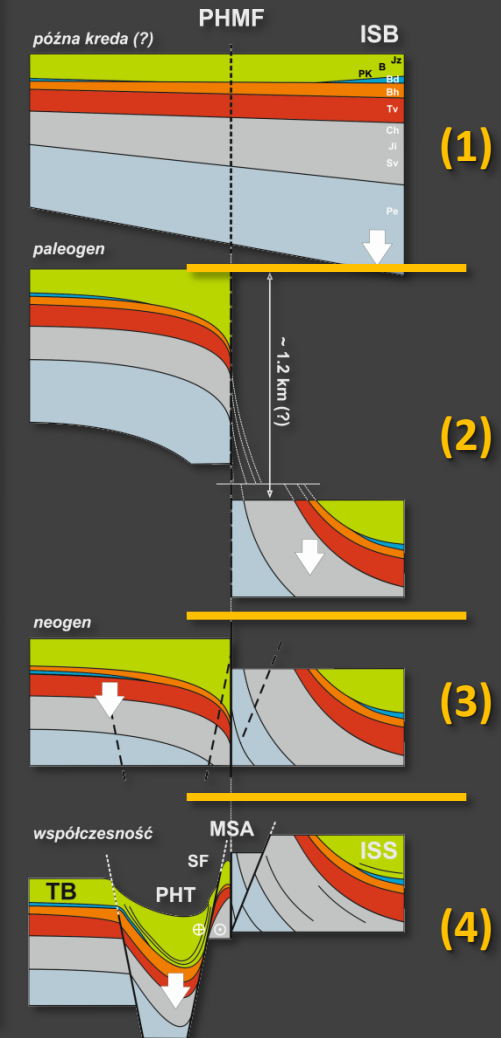 PHMF
późna kreda (?)
ISB
Jz
B
PK
Bd
Bh
Tv
Ch
Ji
Sv
Pe
(1)
paleogen
~ 1.2 km (?)
(2)
neogen
(3)
współczesność
MSA
SF
ISS
TB
PHT
(4)